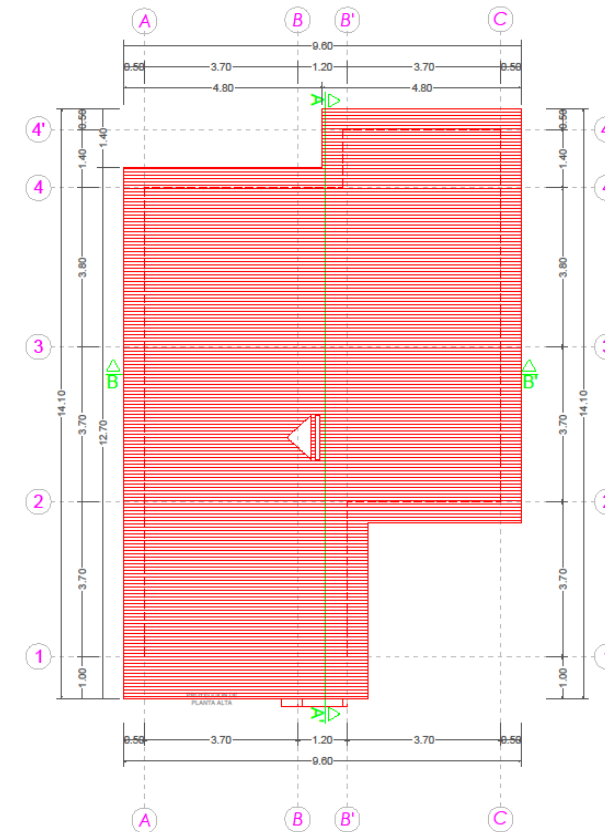 A B B' C
9.60
0.50 3.70 1.20 3.70 0.50
4.80 4.80
A
4' 0.50 0.50 4
1.40 1.40 1.40
4 4
3.80 3.80
3 3
B B'
14.10 12.70 14.10
3.70 3.70
2 2
3.70 3.70
1 1
1.00 1.00
PLANTA ALTA
A'
0.50 3.70 1.20 3.70 0.50
9.60
A B B' C